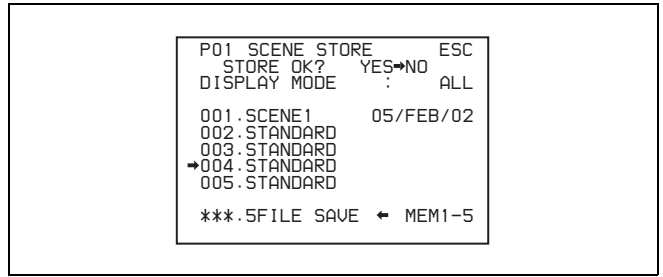 P01 SCENE STORE ESC
STORE OK? YES➡NO
DISPLAY MODE : ALL
001.SCENE1 05/FEB/02
002.STANDARD
003.STANDARD
➡004.STANDARD
005.STANDARD
***.5FILE SAVE ⬅ MEM1-5